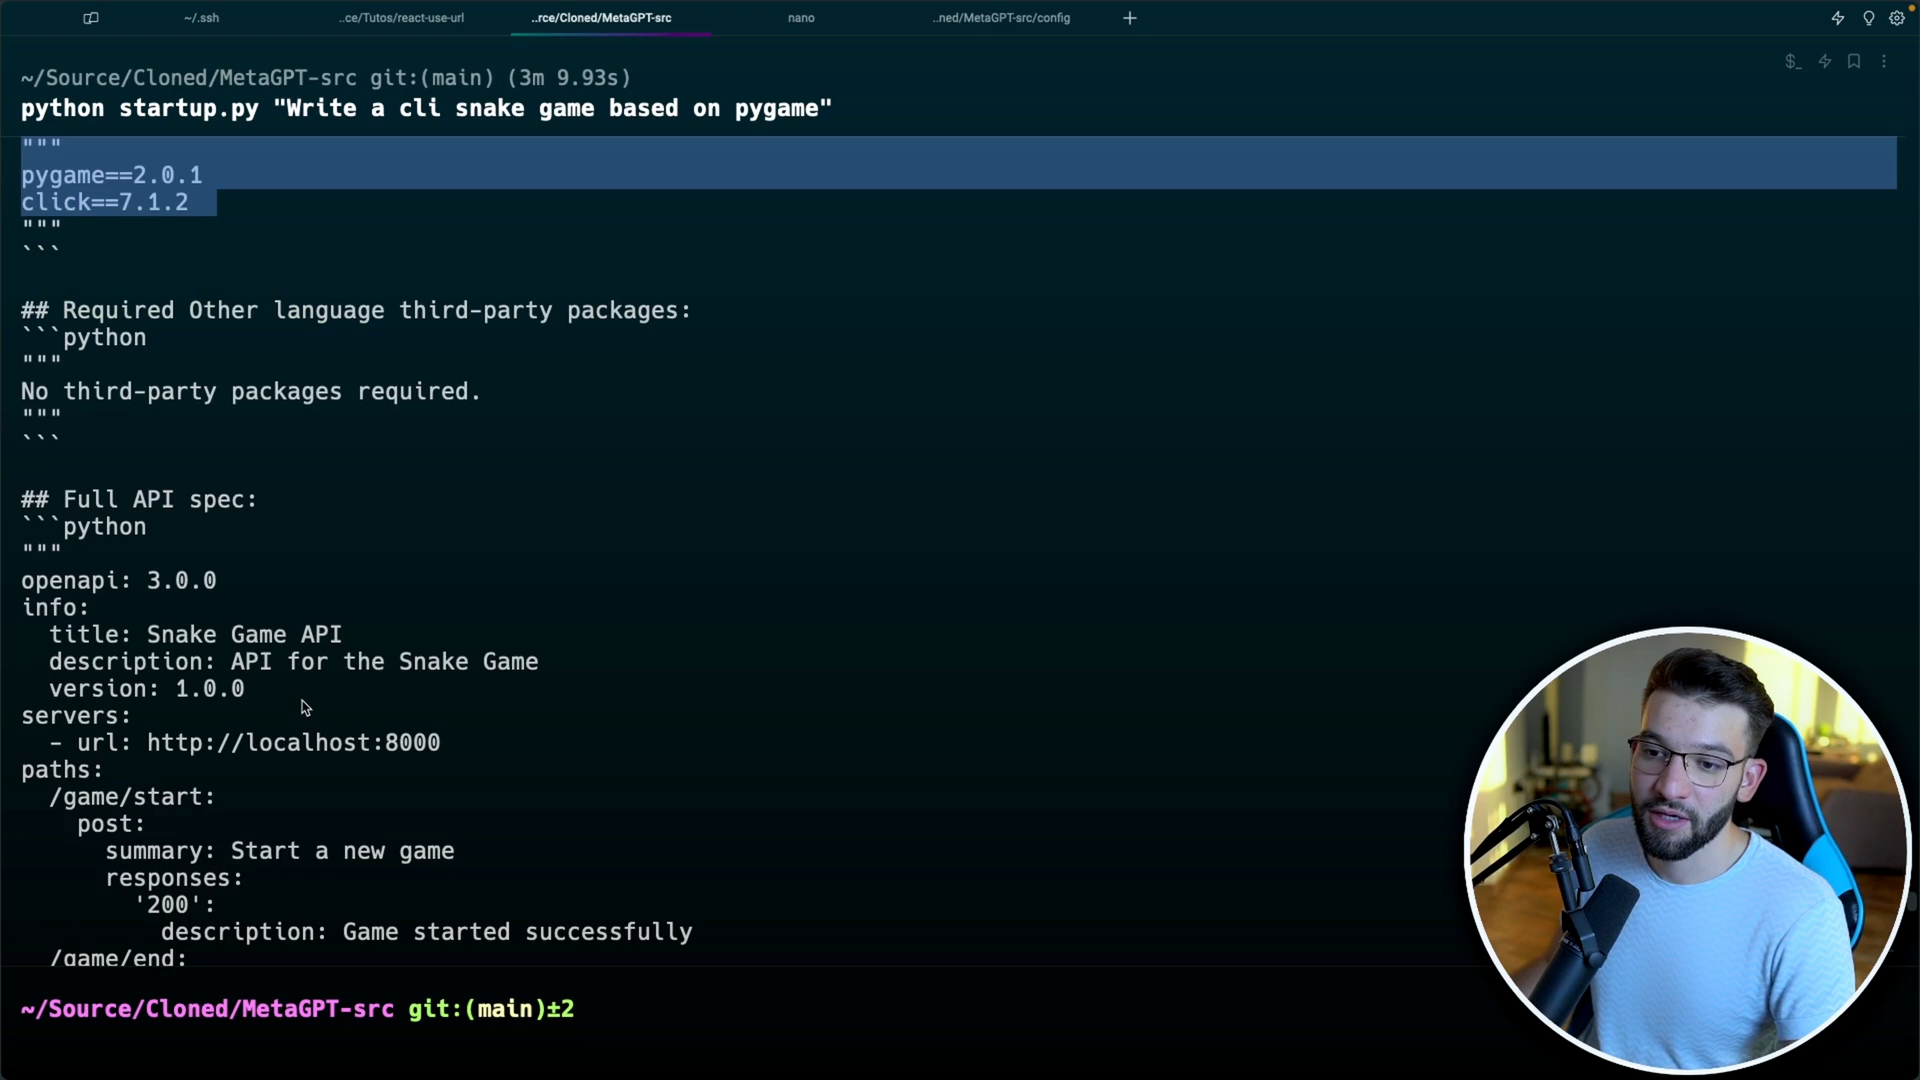 ~/.ssh
..ce/Tutos/react-use-url
..rce/Cloned/MetaGPT-src
nano
..ned/MetaGPT-src/config
~/Source/Cloned/MetaGPT-src git:(main) (3m 9.93s)
python startup.py "Write a cli snake game based on pygame"
"""
pygame==2.0.1
click==7.1.2
"""
```
## Required Other language third-party packages:
```python
"""
No third-party packages required.
"""
```
## Full API spec:
```python
"""
openapi: 3.0.0
info:
  title: Snake Game API
  description: API for the Snake Game
  version: 1.0.0
servers:
  - url: http://localhost:8000
paths:
  /game/start:
    post:
      summary: Start a new game
      responses:
        '200':
          description: Game started successfully
  /game/end:
~/Source/Cloned/MetaGPT-src git:(main)±2